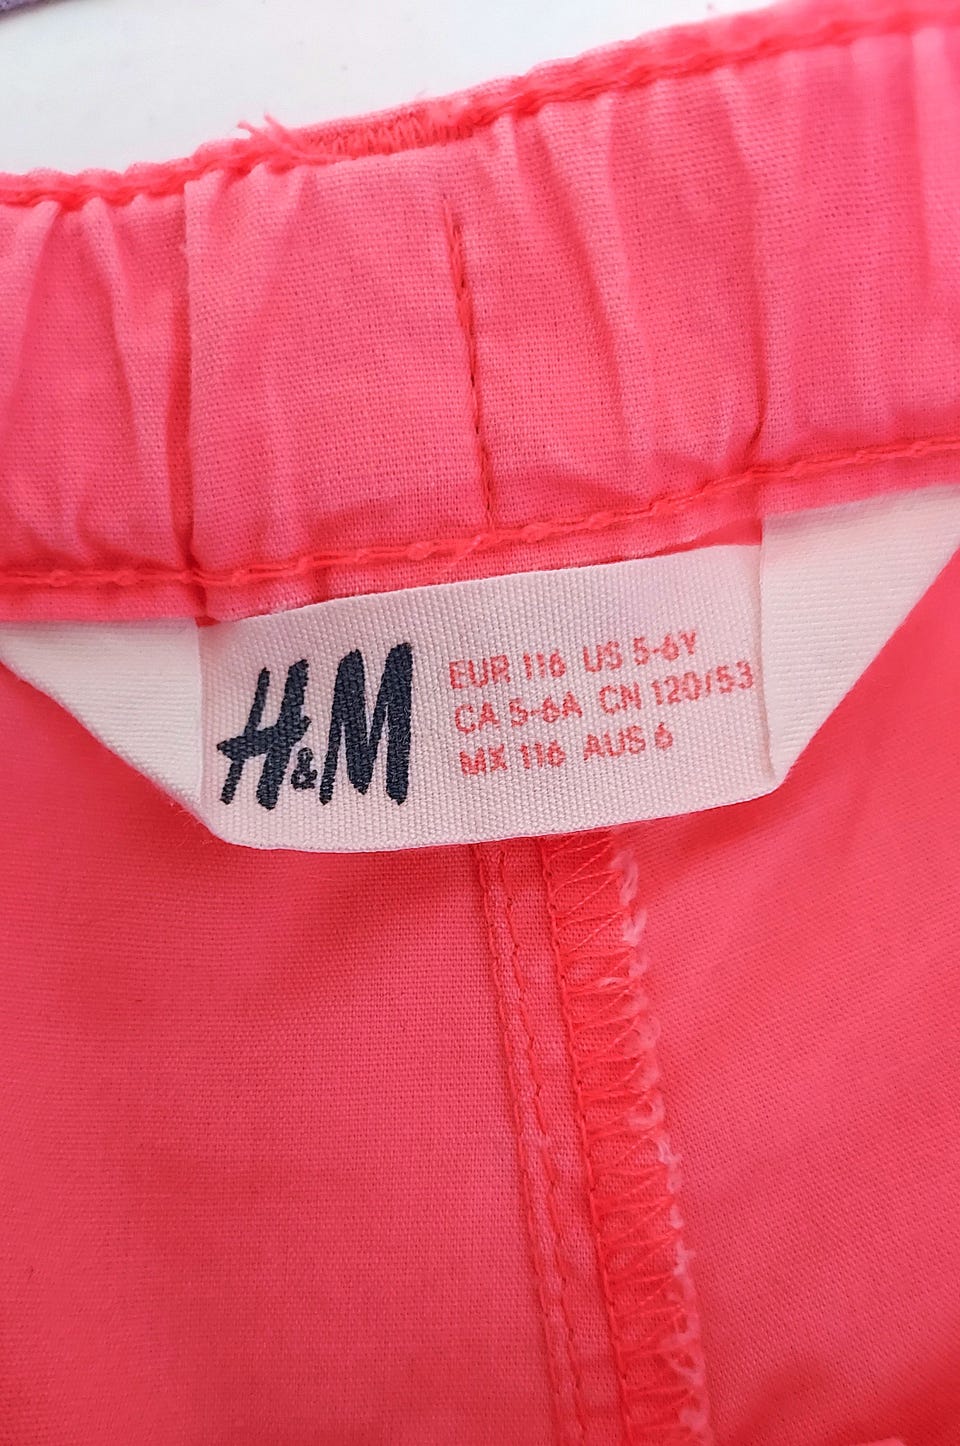 H&M
EUR 116 US 5-6Y
CA 5-6A CN 120/53
MX 116 AUS 6